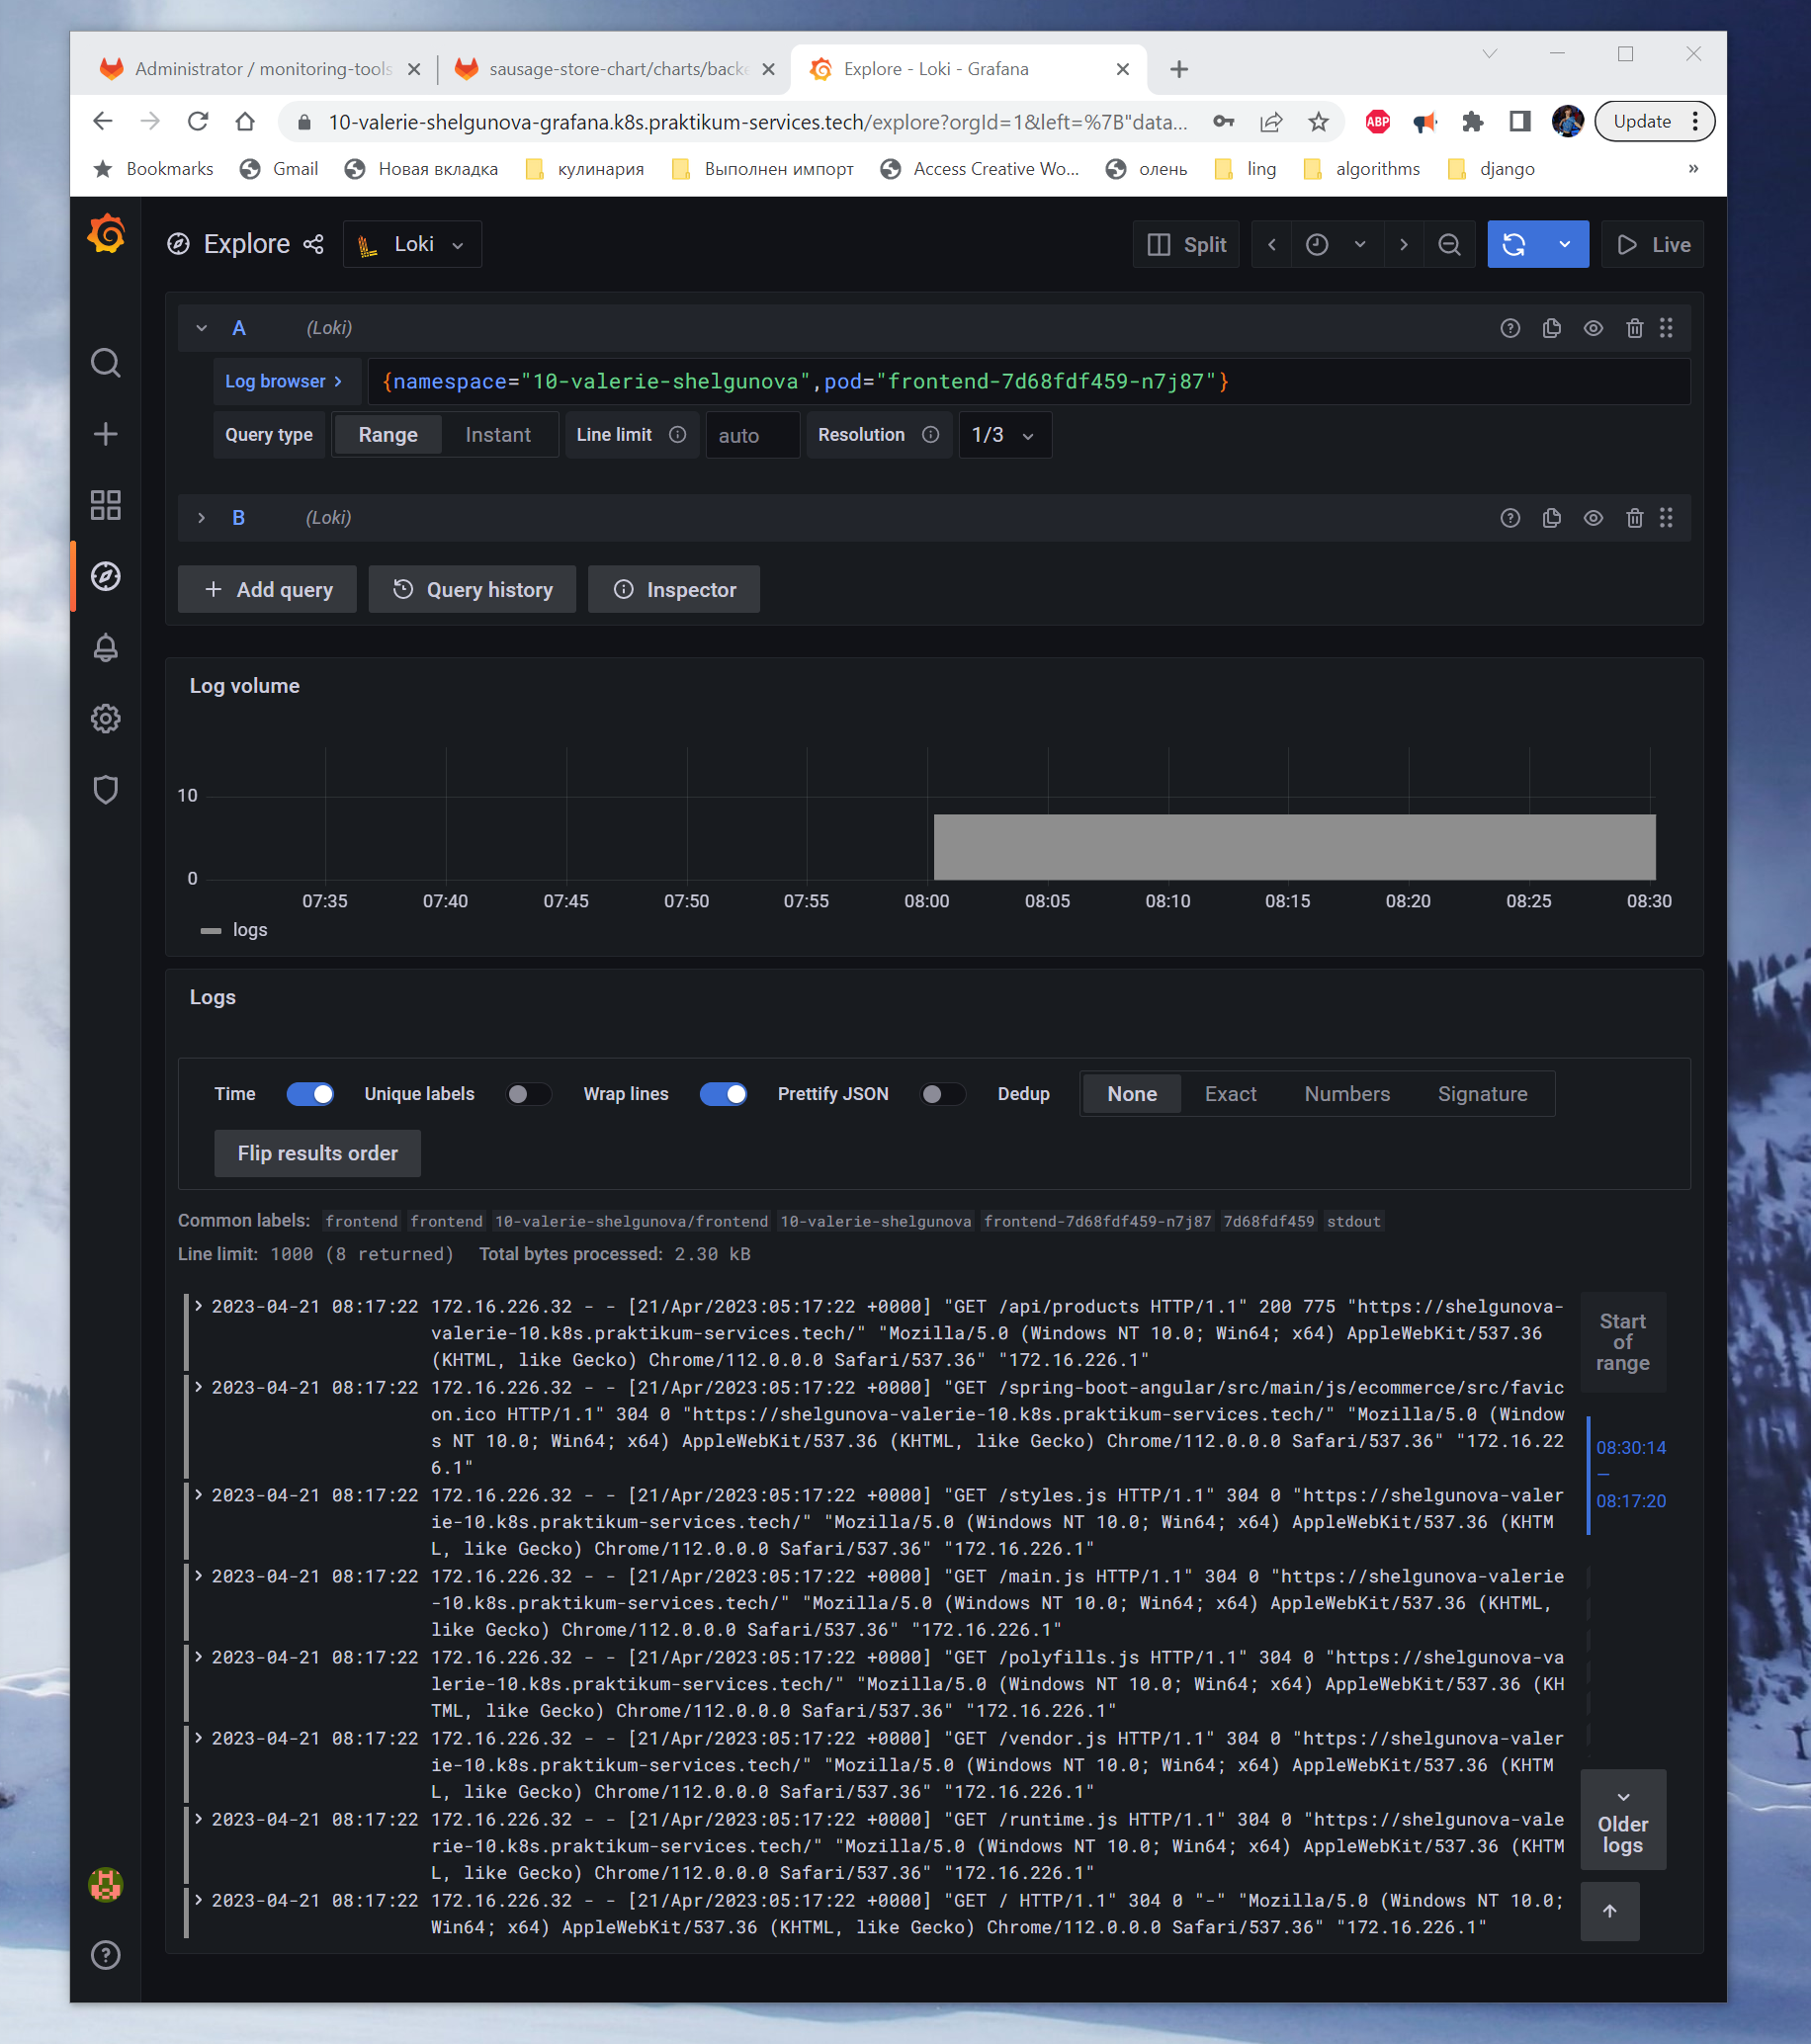 Administrator / monitoring-tools
sausage-store-chart/charts/backe
Explore - Loki - Grafana
10-valerie-shelgunova-grafana.k8s.praktikum-services.tech/explore?orgId=1&left=%7B"data...
ABP
Update
Bookmarks
Gmail
Новая вкладка
кулинария
Выполнен импорт
Access Creative Wo...
олень
ling
algorithms
django
»
Explore
Loki
Split
Live
A
(Loki)
Log browser
{namespace="10-valerie-shelgunova",pod="frontend-7d68fdf459-n7j87"}
Query type
Range
Instant
Line limit
auto
Resolution
1/3
B
(Loki)
+ Add query
Query history
Inspector
Log volume
10
0
07:35
07:40
07:45
07:50
07:55
08:00
08:05
08:10
08:15
08:20
08:25
08:30
logs
Logs
Time
Unique labels
Wrap lines
Prettify JSON
Dedup
None
Exact
Numbers
Signature
Flip results order
Common labels: frontend frontend 10-valerie-shelgunova/frontend 10-valerie-shelgunova frontend-7d68fdf459-n7j87 7d68fdf459 stdout
Line limit: 1000 (8 returned) Total bytes processed: 2.30 kB
2023-04-21 08:17:22 172.16.226.32 - - [21/Apr/2023:05:17:22 +0000] "GET /api/products HTTP/1.1" 200 775 "https://shelgunova-
valerie-10.k8s.praktikum-services.tech/" "Mozilla/5.0 (Windows NT 10.0; Win64; x64) AppleWebKit/537.36
(KHTML, like Gecko) Chrome/112.0.0.0 Safari/537.36" "172.16.226.1"
2023-04-21 08:17:22 172.16.226.32 - - [21/Apr/2023:05:17:22 +0000] "GET /spring-boot-angular/src/main/js/ecommerce/src/favic
on.ico HTTP/1.1" 304 0 "https://shelgunova-valerie-10.k8s.praktikum-services.tech/" "Mozilla/5.0 (Window
s NT 10.0; Win64; x64) AppleWebKit/537.36 (KHTML, like Gecko) Chrome/112.0.0.0 Safari/537.36" "172.16.22
6.1"
2023-04-21 08:17:22 172.16.226.32 - - [21/Apr/2023:05:17:22 +0000] "GET /styles.js HTTP/1.1" 304 0 "https://shelgunova-valer
ie-10.k8s.praktikum-services.tech/" "Mozilla/5.0 (Windows NT 10.0; Win64; x64) AppleWebKit/537.36 (KHTM
L, like Gecko) Chrome/112.0.0.0 Safari/537.36" "172.16.226.1"
2023-04-21 08:17:22 172.16.226.32 - - [21/Apr/2023:05:17:22 +0000] "GET /main.js HTTP/1.1" 304 0 "https://shelgunova-valerie
-10.k8s.praktikum-services.tech/" "Mozilla/5.0 (Windows NT 10.0; Win64; x64) AppleWebKit/537.36 (KHTML,
like Gecko) Chrome/112.0.0.0 Safari/537.36" "172.16.226.1"
2023-04-21 08:17:22 172.16.226.32 - - [21/Apr/2023:05:17:22 +0000] "GET /polyfills.js HTTP/1.1" 304 0 "https://shelgunova-va
lerie-10.k8s.praktikum-services.tech/" "Mozilla/5.0 (Windows NT 10.0; Win64; x64) AppleWebKit/537.36 (KH
TML, like Gecko) Chrome/112.0.0.0 Safari/537.36" "172.16.226.1"
2023-04-21 08:17:22 172.16.226.32 - - [21/Apr/2023:05:17:22 +0000] "GET /vendor.js HTTP/1.1" 304 0 "https://shelgunova-valer
ie-10.k8s.praktikum-services.tech/" "Mozilla/5.0 (Windows NT 10.0; Win64; x64) AppleWebKit/537.36 (KHTM
L, like Gecko) Chrome/112.0.0.0 Safari/537.36" "172.16.226.1"
2023-04-21 08:17:22 172.16.226.32 - - [21/Apr/2023:05:17:22 +0000] "GET /runtime.js HTTP/1.1" 304 0 "https://shelgunova-vale
rie-10.k8s.praktikum-services.tech/" "Mozilla/5.0 (Windows NT 10.0; Win64; x64) AppleWebKit/537.36 (KHTM
L, like Gecko) Chrome/112.0.0.0 Safari/537.36" "172.16.226.1"
2023-04-21 08:17:22 172.16.226.32 - - [21/Apr/2023:05:17:22 +0000] "GET / HTTP/1.1" 304 0 "-" "Mozilla/5.0 (Windows NT 10.0;
Win64; x64) AppleWebKit/537.36 (KHTML, like Gecko) Chrome/112.0.0.0 Safari/537.36" "172.16.226.1"
Start
of
range
08:30:14
—
08:17:20
Older
logs